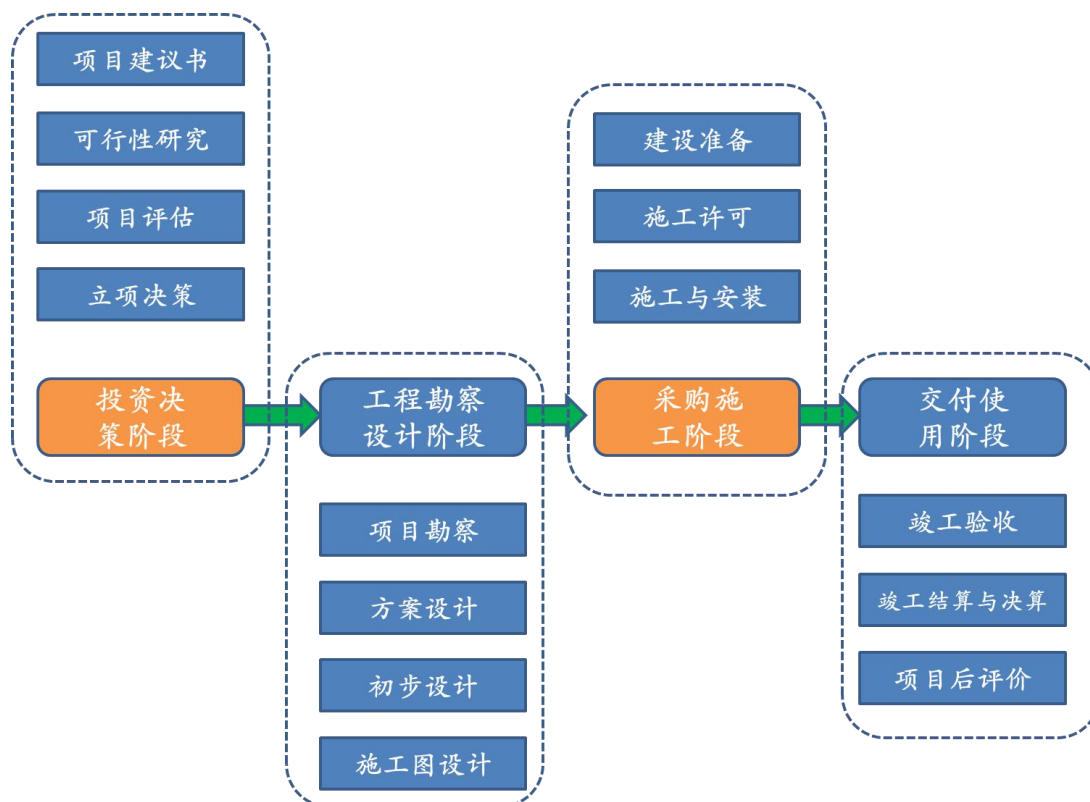 项目建议书
可行性研究
项目评估
立项决策
投资决
策阶段
工程勘察
设计阶段
项目勘察
方案设计
初步设计
施工图设计
建设准备
施工许可
施工与安装
采购施
工阶段
交付使
用阶段
竣工验收
竣工结算与决算
项目后评价